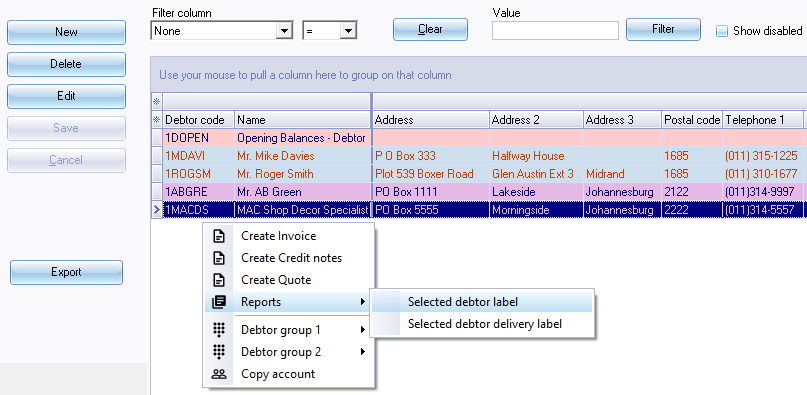 Filter column
Value
New
None
=
Clear
Filter
Show disabled
Delete
Use your mouse to pull a column here to group on that column
Edit
Save
Cancel
Export
Debtor code Name Address Address 2 Address 3 Postal code Telephone 1
1DOPEN Opening Balances - Debtor
1MDAVI Mr. Mike Davies P O Box 333 Halfway House 1685 (011) 315-1225
1ROGSM Mr. Roger Smith Plot 539 Boxer Road Glen Austin Ext 3 Midrand 1685 (011) 310-1677
1ABGRE Mr. AB Green PO Box 1111 Lakeside Johannesburg 2122 (011)314-9997
1MACDS MAC Shop Decor Specialist PO Box 5555 Morningside Johannesburg 2222 (011)314-5557
Create Invoice
Create Credit notes
Create Quote
Reports
Selected debtor label
Selected debtor delivery label
Debtor group 1
Debtor group 2
Copy account